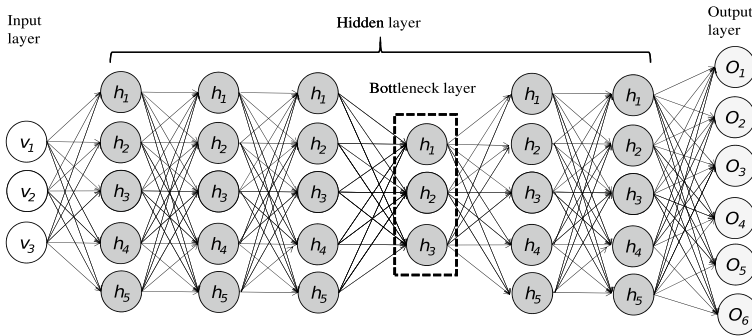 Input
layer
Hidden layer
Output
layer
Bottleneck layer
v1
v2
v3
h1
h2
h3
h4
h5
h1
h2
h3
h4
h5
h1
h2
h3
h4
h5
h1
h2
h3
h1
h2
h3
h4
h5
h1
h2
h3
h4
h5
O1
O2
O3
O4
O5
O6